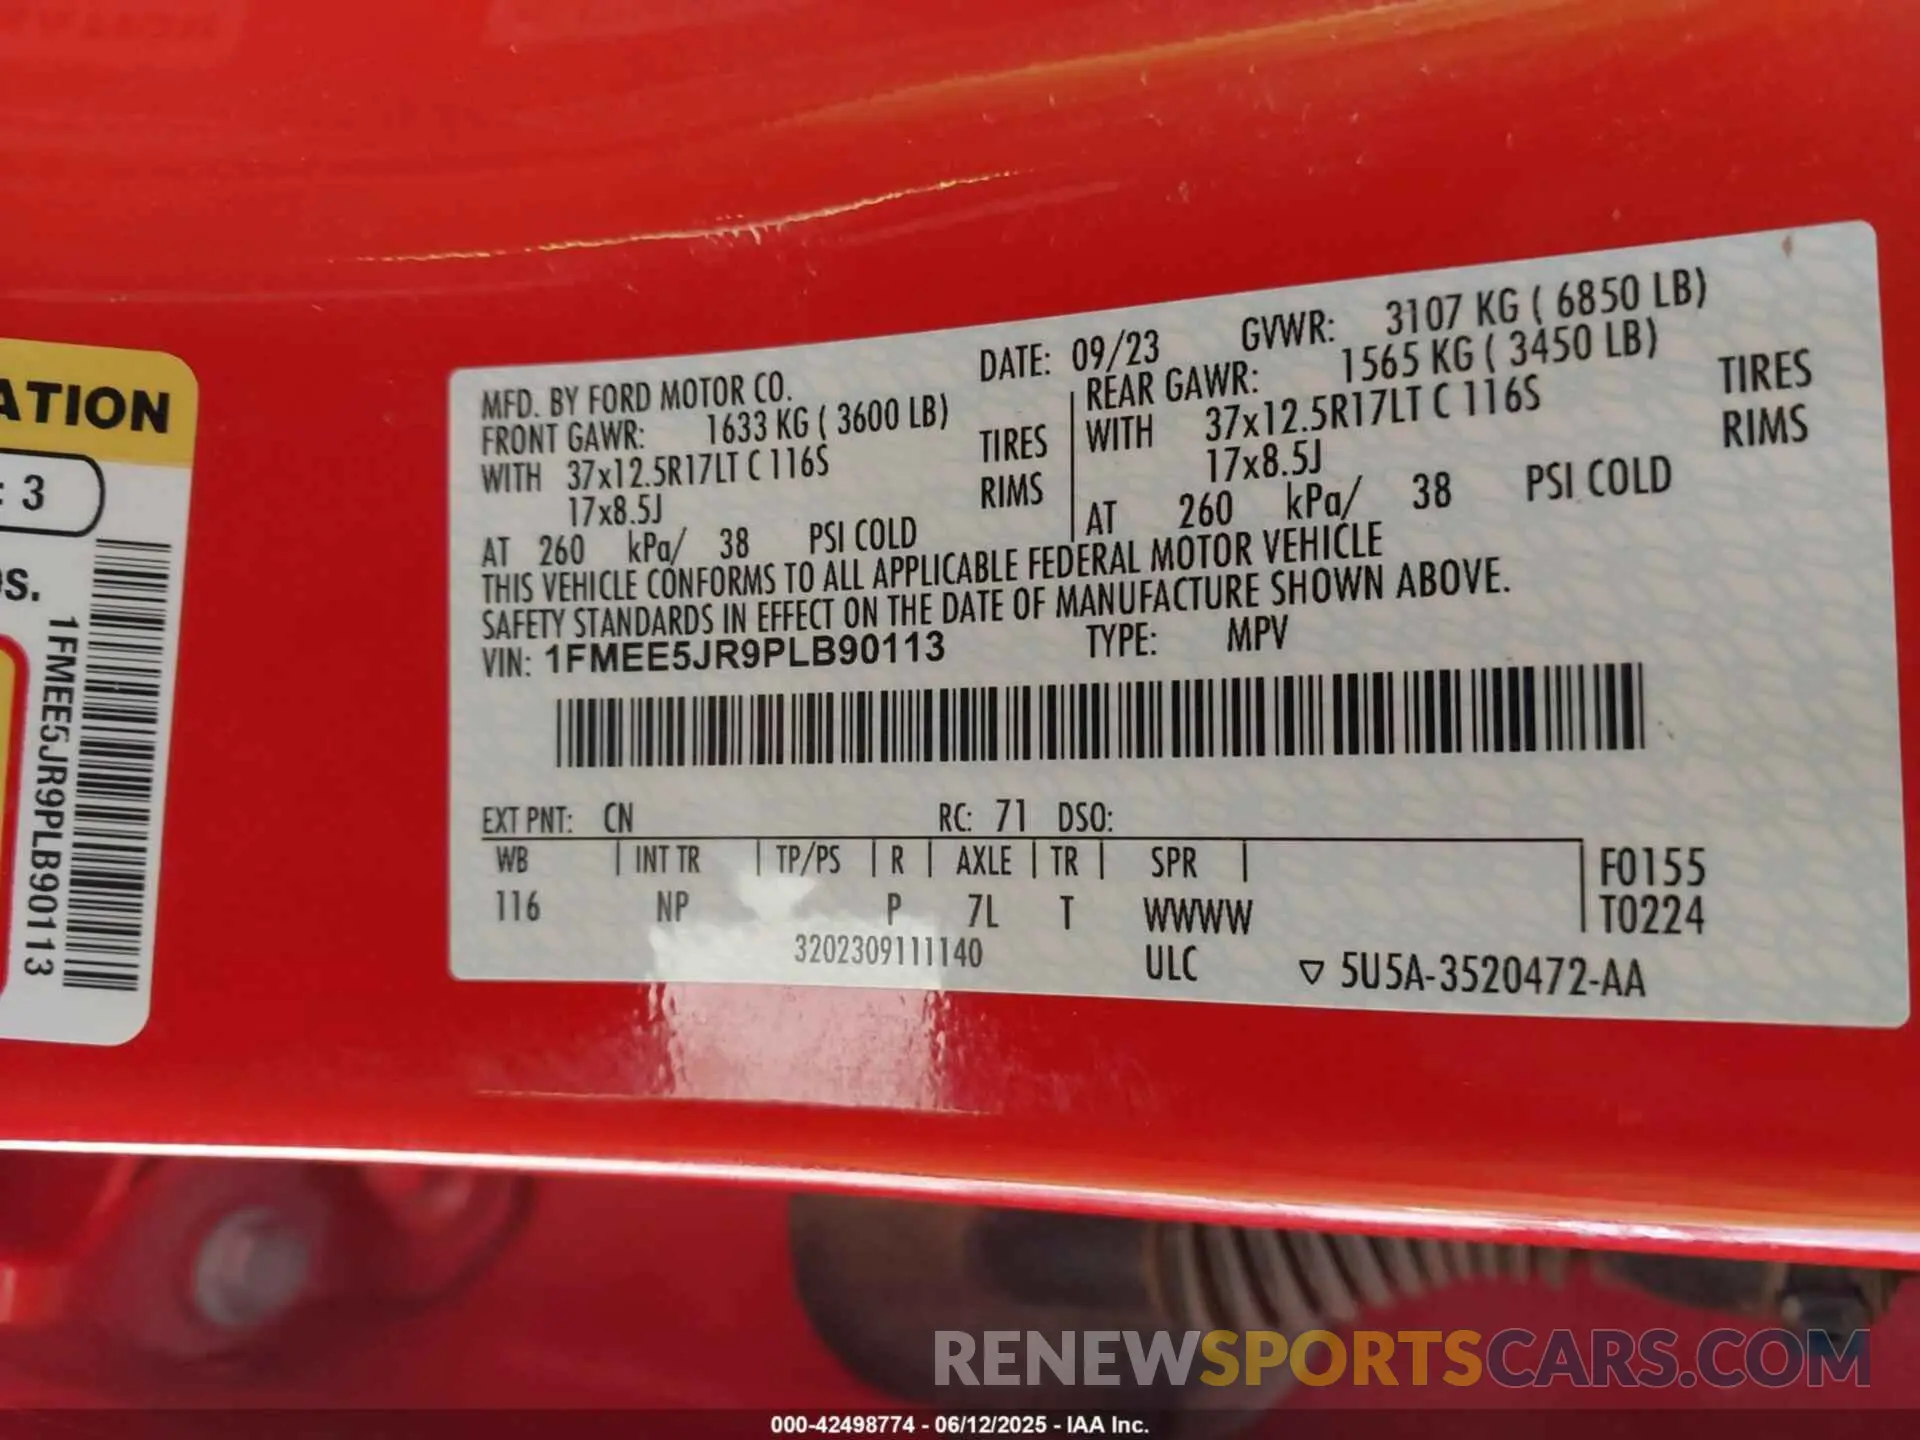 ATION
: 3
s.
1FMEE5JR9PLB90113
MFD. BY FORD MOTOR CO.
DATE: 09/23 GVWR: 3107 KG ( 6850 LB)
FRONT GAWR: 1633 KG ( 3600 LB)
WITH 37x12.5R17LT C 116S TIRES
17x8.5J RIMS
AT 260 kPa/ 38 PSI COLD
REAR GAWR: 1565 KG ( 3450 LB)
WITH 37x12.5R17LT C 116S TIRES
17x8.5J RIMS
AT 260 kPa/ 38 PSI COLD
THIS VEHICLE CONFORMS TO ALL APPLICABLE FEDERAL MOTOR VEHICLE
SAFETY STANDARDS IN EFFECT ON THE DATE OF MANUFACTURE SHOWN ABOVE.
VIN: 1FMEE5JR9PLB90113 TYPE: MPV
EXT PNT: CN RC: 71 DSO:
WB | INT TR | TP/PS | R | AXLE | TR | SPR | F0155
116 NP P 7L T WWWW T0224
3202309111140 ULC ▽ 5U5A-3520472-AA
RENEWSPORTSCARS.COM
000-42498774 - 06/12/2025 - IAA Inc.